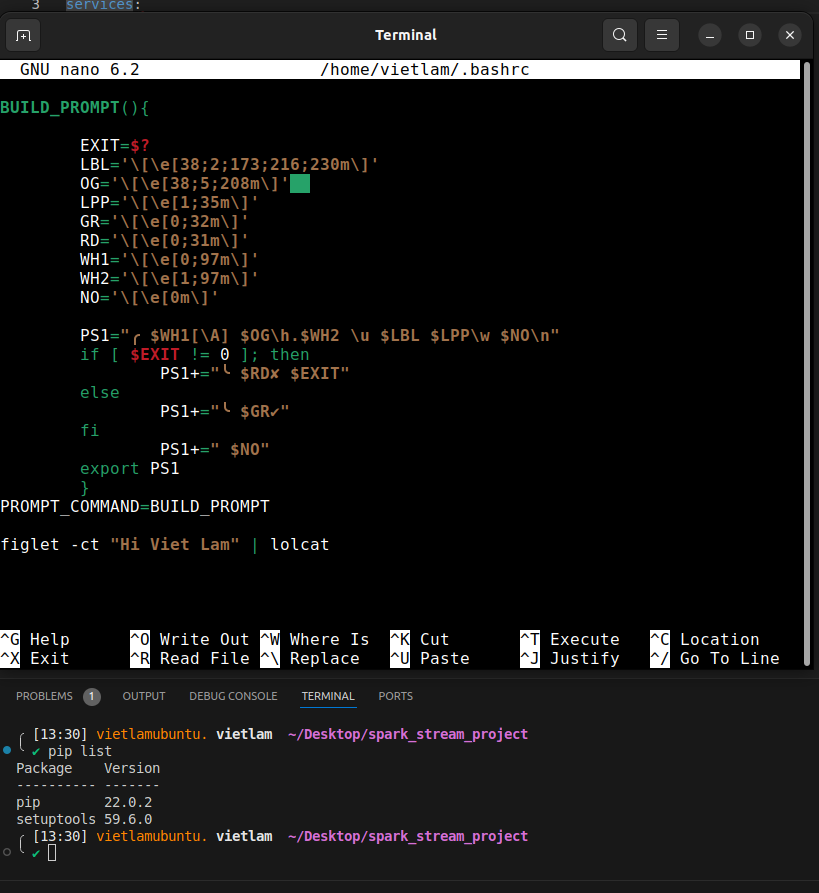 3 services:
Terminal
GNU nano 6.2 /home/vietlam/.bashrc
BUILD_PROMPT(){
EXIT=$?
LBL='\[\e[38;2;173;216;230m\]'
OG='\[\e[38;5;208m\]'
LPP='\[\e[1;35m\]'
GR='\[\e[0;32m\]'
RD='\[\e[0;31m\]'
WH1='\[\e[0;97m\]'
WH2='\[\e[1;97m\]'
NO='\[\e[0m\]'
PS1="╭ $WH1[\A] $OG\h.$WH2 \u $LBL $LPP\w $NO\n"
if [ $EXIT != 0 ]; then
PS1+="╰ $RD✘ $EXIT"
else
PS1+="╰ $GR✔"
fi
PS1+=" $NO"
export PS1
}
PROMPT_COMMAND=BUILD_PROMPT
figlet -ct "Hi Viet Lam" | lolcat
^G Help ^O Write Out ^W Where Is ^K Cut ^T Execute ^C Location
^X Exit ^R Read File ^\ Replace ^U Paste ^J Justify ^/ Go To Line
PROBLEMS 1 OUTPUT DEBUG CONSOLE TERMINAL PORTS
╭ [13:30] vietlamubuntu. vietlam ~/Desktop/spark_stream_project
╰ ✔ pip list
Package Version
---------- -------
pip 22.0.2
setuptools 59.6.0
╭ [13:30] vietlamubuntu. vietlam ~/Desktop/spark_stream_project
╰ ✔